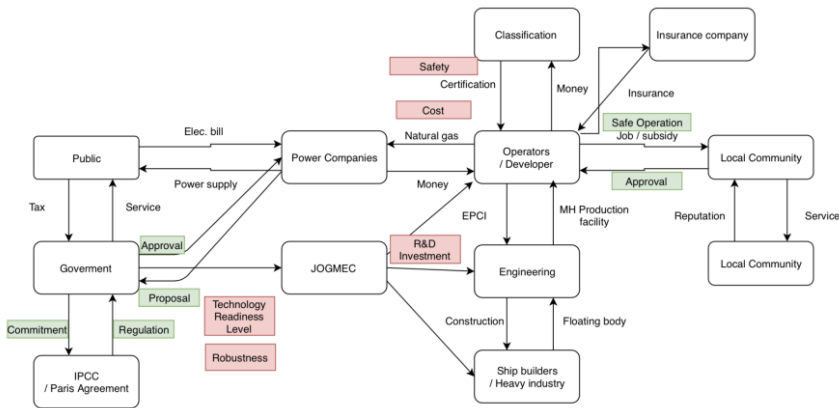 Classification
Insurance company
Safety
Certification
Money
Insurance
Cost
Safe Operation
Elec. bill
Natural gas
Job / subsidy
Public
Power Companies
Operators
/ Developer
Local Community
Power supply
Money
Approval
Tax
Service
EPCI
MH Production
facility
Reputation
Service
Approval
R&D
Investment
Goverment
JOGMEC
Engineering
Local Community
Proposal
Technology
Readiness
Level
Commitment
Regulation
Construction
Floating body
Robustness
IPCC
/ Paris Agreement
Ship builders
/ Heavy industry